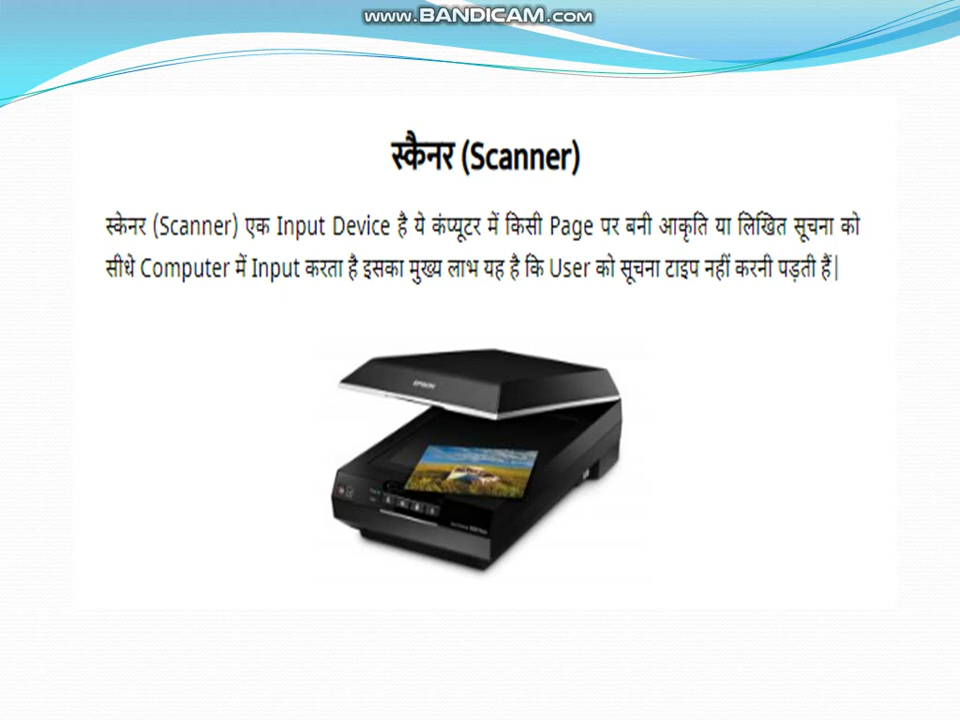 www.BANDICAM.com
स्कैनर (Scanner)
स्केनर (Scanner) एक Input Device है ये कंप्यूटर में किसी Page पर बनी आकृति या लिखित सूचना को
सीधे Computer में Input करता है इसका मुख्य लाभ यह है कि User को सूचना टाइप नहीं करनी पड़ती हैं|
EPSON